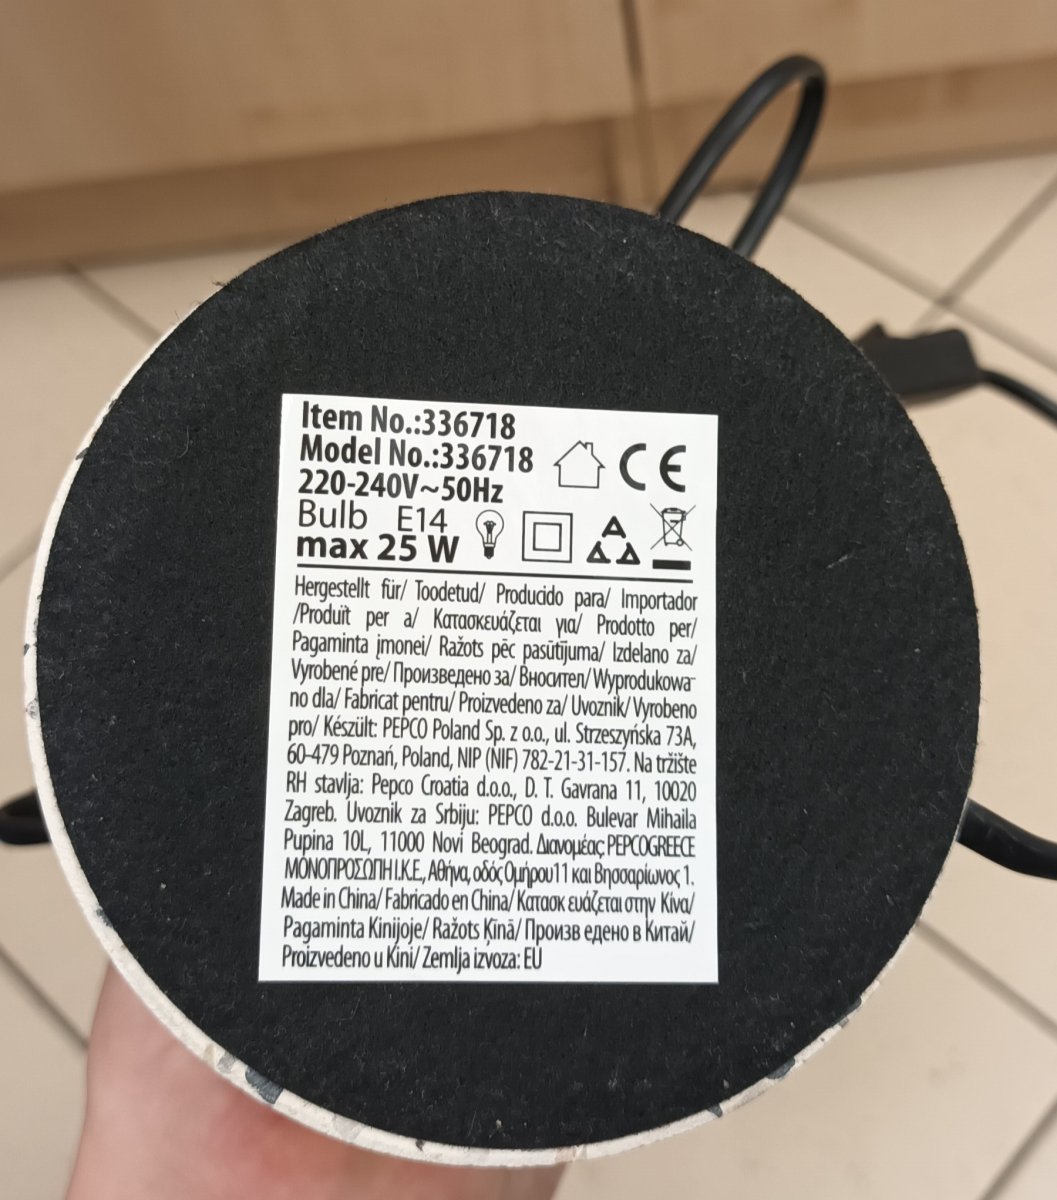 Item No.:336718
Model No.:336718
220-240V~50Hz
Bulb E14
max 25 W
CE
Hergestellt für/ Toodetud/ Producido para/ Importador
/Produit per a/ Κατασκευάζεται για/ Prodotto per/
Pagaminta įmonei/ Ražots pēc pasūtījuma/ Izdelano za/
Vyrobené pre/ Произведено за/ Вносител/ Wyprodukowa-
no dla/ Fabricat pentru/ Proizvedeno za/ Uvoznik/ Vyrobeno
pro/ Készült: PEPCO Poland Sp. z o.o., ul. Strzeszyńska 73A,
60-479 Poznań, Poland, NIP (NIF) 782-21-31-157. Na tržište
RH stavlja: Pepco Croatia d.o.o., D. T. Gavrana 11, 10020
Zagreb. Uvoznik za Srbiju: PEPCO d.o.o. Bulevar Mihaila
Pupina 10L, 11000 Novi Beograd. Διανομέας PEPCOGREECE
ΜΟΝΟΠΡΟΣΩΠΗ Ι.Κ.Ε., Αθήνα, οδός Ομήρου11 και Βησσαρίωνος 1.
Made in China/ Fabricado en China/ Κατασκ ευάζεται στην Κίνα/
Pagaminta Kinijoje/ Ražots Ķīnā/ Произв едено в Китай/
Proizvedeno u Kini/ Zemlja izvoza: EU